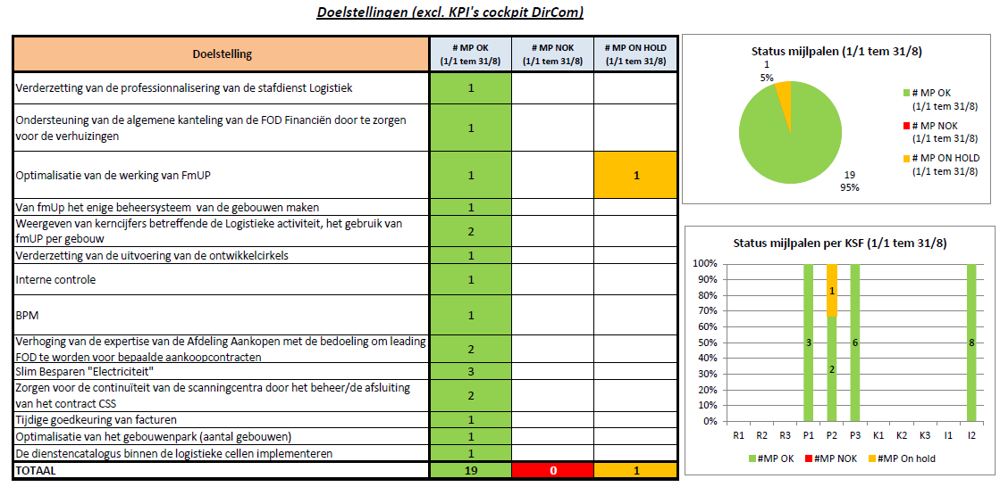 Doelstellingen (excl. KPI's cockpit DirCom)
Doelstelling
# MP OK
(1/1 tem 31/8)
# MP NOK
(1/1 tem 31/8)
# MP ON HOLD
(1/1 tem 31/8)
Verderzetting van de professionnalisering van de stafdienst Logistiek
1
Ondersteuning van de algemene kanteling van de FOD Financiën door te zorgen
voor de verhuizingen
1
Optimalisatie van de werking van FmUP
1
1
Van fmUp het enige beheersysteem van de gebouwen maken
1
Weergeven van kerncijfers betreffende de Logistieke activiteit, het gebruik van
fmUP per gebouw
2
Verderzetting van de uitvoering van de ontwikkelcirkels
1
Interne controle
1
BPM
1
Verhoging van de expertise van de Afdeling Aankopen met de bedoeling om leading
FOD te worden voor bepaalde aankoopcontracten
2
Slim Besparen "Electriciteit"
3
Zorgen voor de continuïteit van de scanningcentra door het beheer/de afsluiting
van het contract CSS
2
Tijdige goedkeuring van facturen
1
Optimalisatie van het gebouwenpark (aantal gebouwen)
1
De dienstencatalogus binnen de logistieke cellen implementeren
1
TOTAAL
19
0
1
Status mijlpalen (1/1 tem 31/8)
1
5%
19
95%
# MP OK
(1/1 tem 31/8)
# MP NOK
(1/1 tem 31/8)
# MP ON HOLD
(1/1 tem 31/8)
Status mijlpalen per KSF (1/1 tem 31/8)
100%
90%
80%
70%
60%
50%
40%
30%
20%
10%
0%
3
1
2
6
8
R1 R2 R3 P1 P2 P3 K1 K2 K3 I1 I2
#MP OK #MP NOK #MP On hold